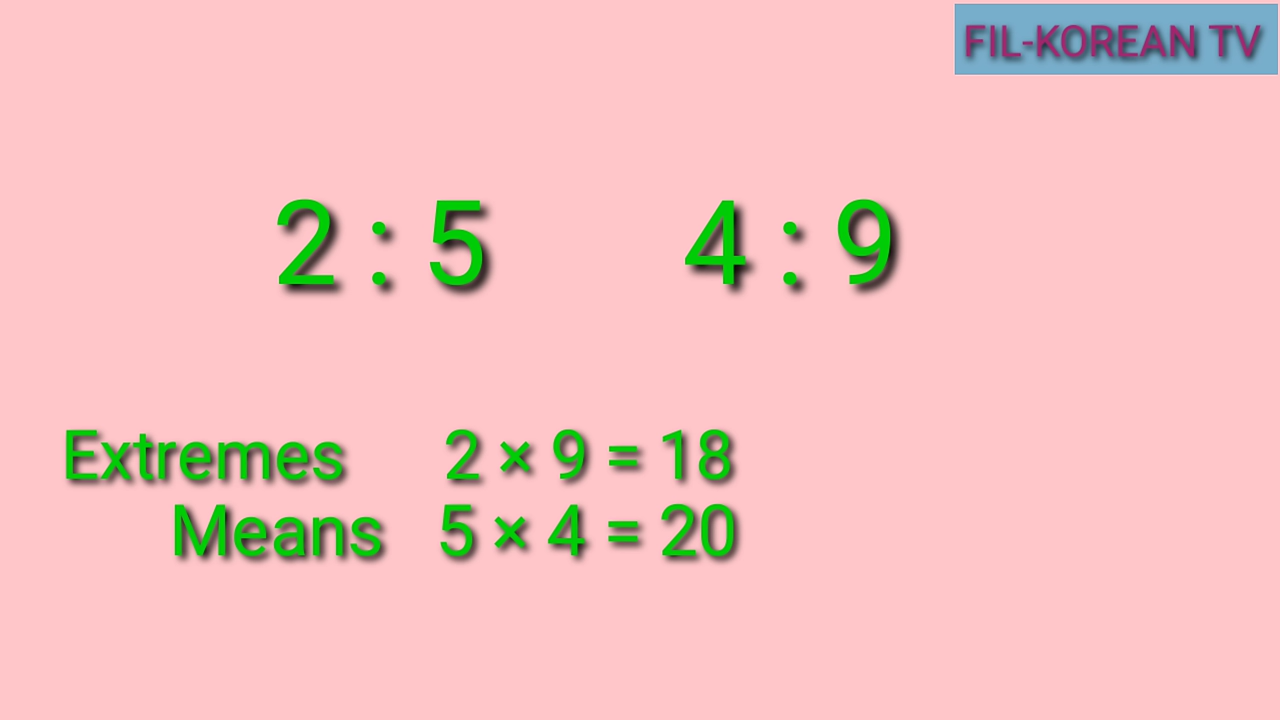 FIL-KOREAN TV
2 : 5 4 : 9
Extremes 2 × 9 = 18
Means 5 × 4 = 20